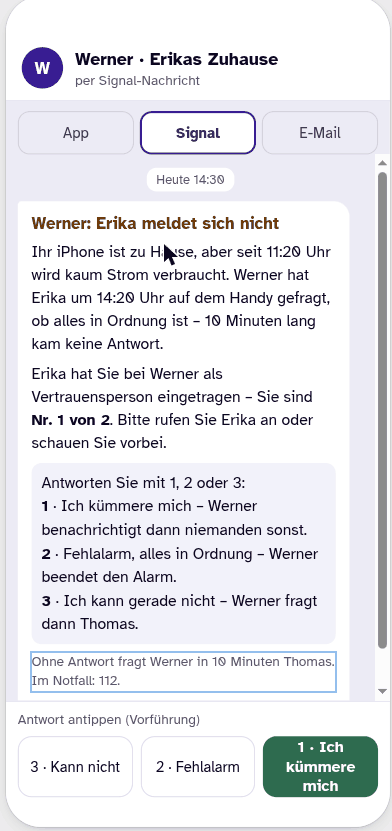 W
Werner · Erikas Zuhause
per Signal-Nachricht
App
Signal
E-Mail
Heute 14:30
Werner: Erika meldet sich nicht
Ihr iPhone ist zu Hause, aber seit 11:20 Uhr
wird kaum Strom verbraucht. Werner hat
Erika um 14:20 Uhr auf dem Handy gefragt,
ob alles in Ordnung ist – 10 Minuten lang
kam keine Antwort.
Erika hat Sie bei Werner als
Vertrauensperson eingetragen – Sie sind
Nr. 1 von 2. Bitte rufen Sie Erika an oder
schauen Sie vorbei.
Antworten Sie mit 1, 2 oder 3:
1 · Ich kümmere mich – Werner
benachrichtigt dann niemanden sonst.
2 · Fehlalarm, alles in Ordnung – Werner
beendet den Alarm.
3 · Ich kann gerade nicht – Werner fragt
dann Thomas.
Ohne Antwort fragt Werner in 10 Minuten Thomas.
Im Notfall: 112.
Antwort antippen (Vorführung)
3 · Kann nicht
2 · Fehlalarm
1 · Ich
kümmere
mich